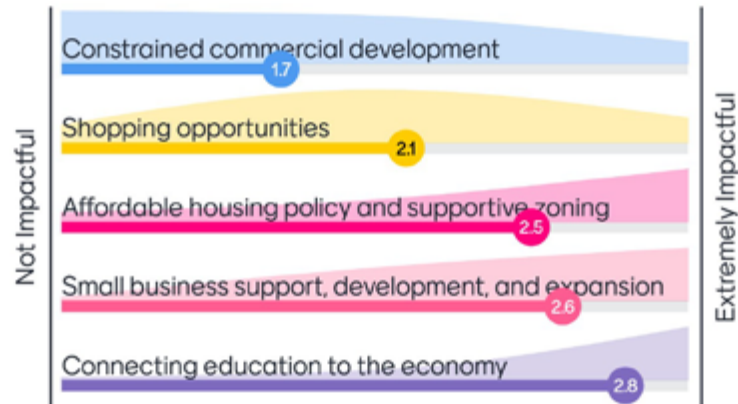 Not Impactful
Constrained commercial development
1.7
Shopping opportunities
2.1
Affordable housing policy and supportive zoning
2.5
Small business support, development, and expansion
2.6
Connecting education to the economy
2.8
Extremely Impactful